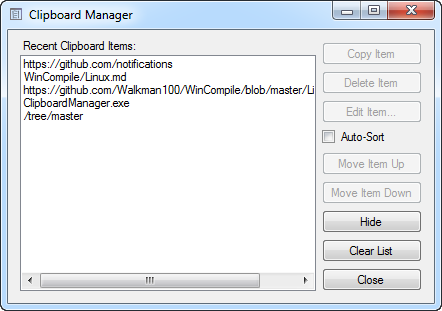 Clipboard Manager
Recent Clipboard Items:
https://github.com/notifications
WinCompile/Linux.md
https://github.com/Walkman100/WinCompile/blob/master/Li
ClipboardManager.exe
/tree/master
Copy Item
Delete Item
Edit Item...
Auto-Sort
Move Item Up
Move Item Down
Hide
Clear List
Close